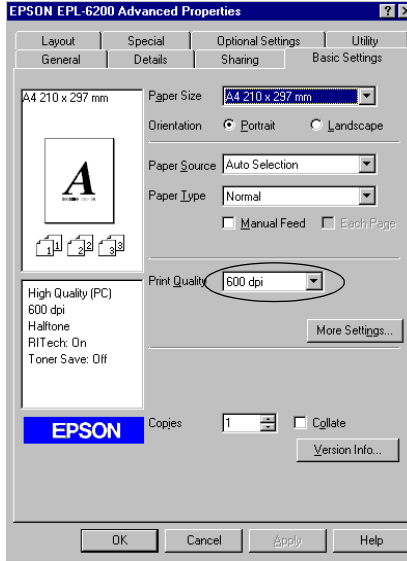 EPSON EPL-6200 Advanced Properties
Layout Special Optional Settings Utility
General Details Sharing Basic Settings
A4 210 x 297 mm
Paper Size A4 210 x 297 mm
Orientation Portrait Landscape
Paper Source Auto Selection
Paper Type Normal
Manual Feed Each Page
A
1 1 2 2 3 3
Print Quality 600 dpi
High Quality (PC)
600 dpi
Halftone
RITech: On
Toner Save: Off
More Settings...
EPSON
Copies 1 Collate
Version Info...
OK Cancel Apply Help